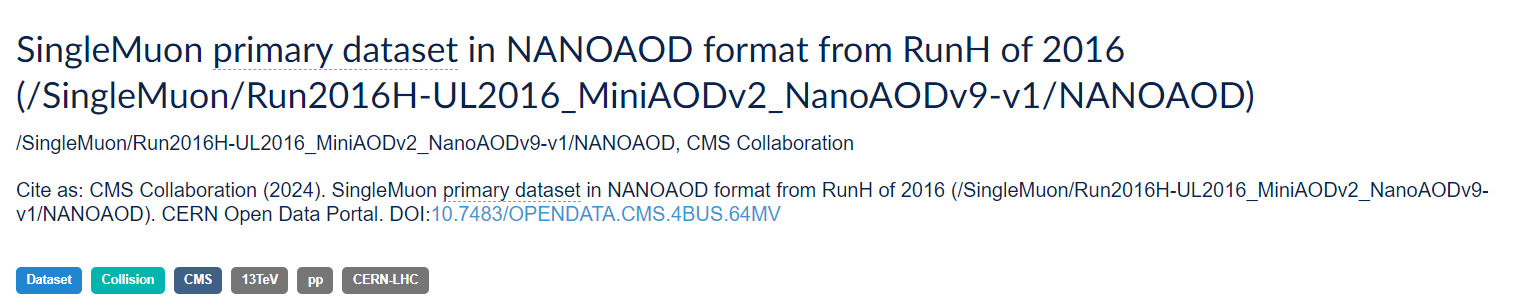 SingleMuon primary dataset in NANOAOD format from RunH of 2016
(/SingleMuon/Run2016H-UL2016_MiniAODv2_NanoAODv9-v1/NANOAOD)
/SingleMuon/Run2016H-UL2016_MiniAODv2_NanoAODv9-v1/NANOAOD, CMS Collaboration
Cite as: CMS Collaboration (2024). SingleMuon primary dataset in NANOAOD format from RunH of 2016 (/SingleMuon/Run2016H-UL2016_MiniAODv2_NanoAODv9-
v1/NANOAOD). CERN Open Data Portal. DOI:10.7483/OPENDATA.CMS.4BUS.64MV
Dataset Collision CMS 13TeV pp CERN-LHC